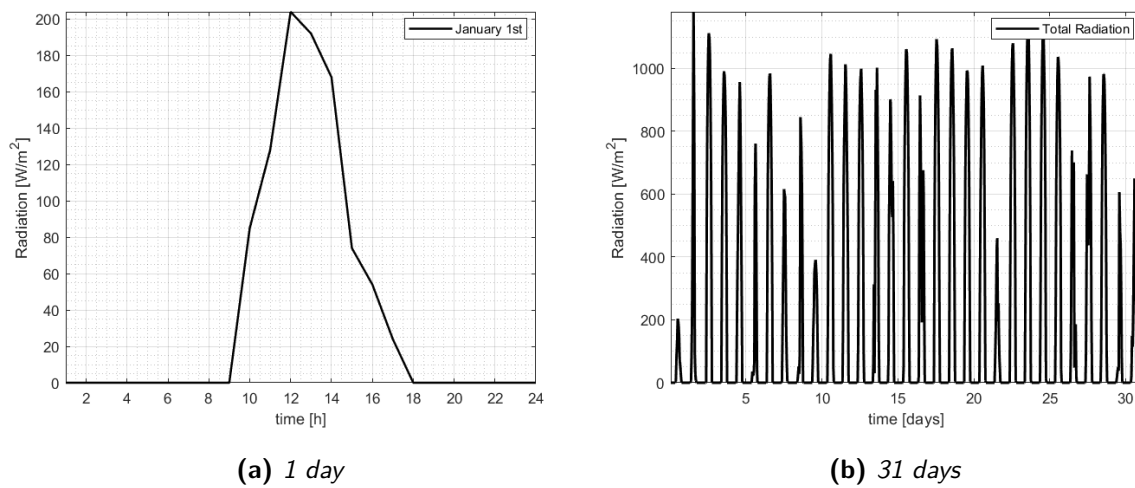 January 1st
200
180
160
140
120
100
80
60
40
20
0
Radiation [W/m²]
2 4 6 8 10 12 14 16 18 20 22 24
time [h]
(a) 1 day
Total Radiation
1000
800
600
400
200
0
Radiation [W/m²]
5 10 15 20 25 30
time [days]
(b) 31 days